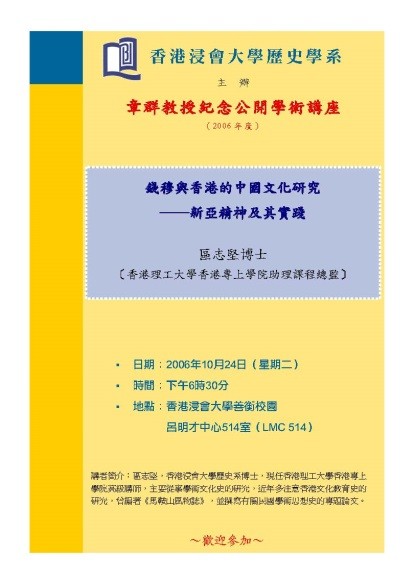 香港浸會大學歷史學系
主 辦
章羣教授紀念公開學術講座
（2006 年度）
錢穆與香港的中國文化研究
——新亞精神及其實踐
區志堅博士
〔香港理工大學香港專上學院助理課程總監〕
• 日期：2006年10月24日（星期二）
• 時間：下午6時30分
• 地點：香港浸會大學善衡校園
呂明才中心514室（LMC 514）
講者簡介：區志堅，香港浸會大學歷史系博士，現任香港理工大學香港專上
學院高級講師，主要從事學術文化史的研究，近年多注意香港文化教育史的
研究，曾編著《馬鞍山風物誌》，並撰寫有關民國學術思想史的專題論文。
～歡迎參加～